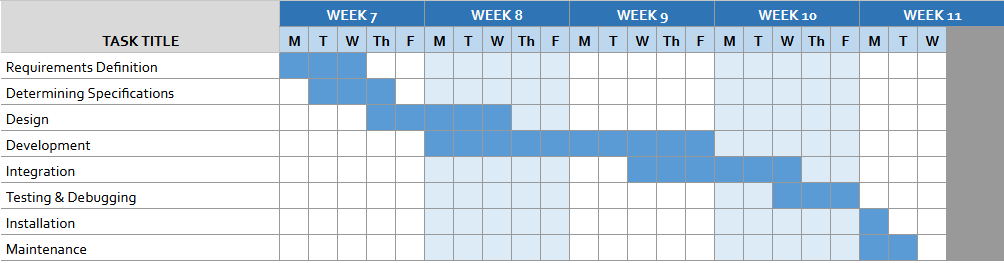 WEEK 7 WEEK 8 WEEK 9 WEEK 10 WEEK 11
TASK TITLE M T W Th F M T W Th F M T W Th F M T W Th F M T W
Requirements Definition
Determining Specifications
Design
Development
Integration
Testing & Debugging
Installation
Maintenance